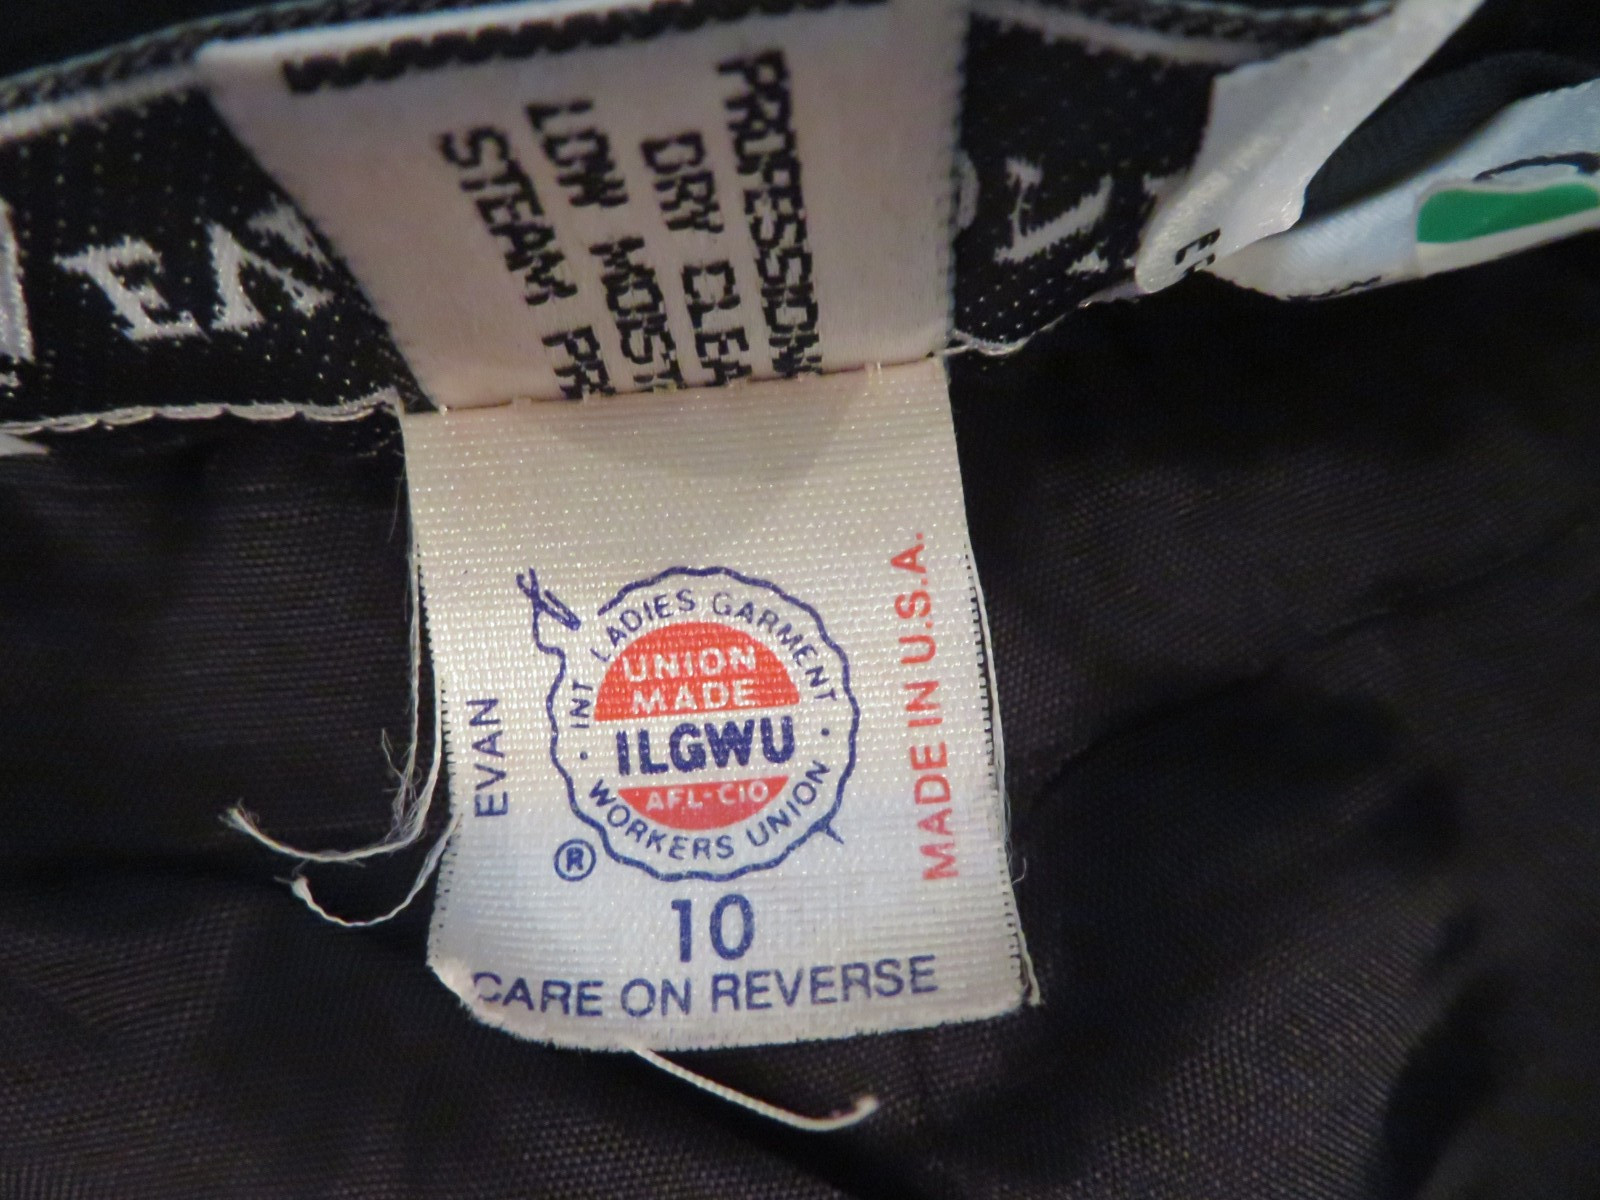 PROFESSION
DRY CLEA
LOW MOIST
STEAM PR
INT LADIES GARMENT
UNION
MADE
ILGWU
AFL-CIO
WORKERS UNION
®
EVAN
MADE IN U.S.A.
10
CARE ON REVERSE